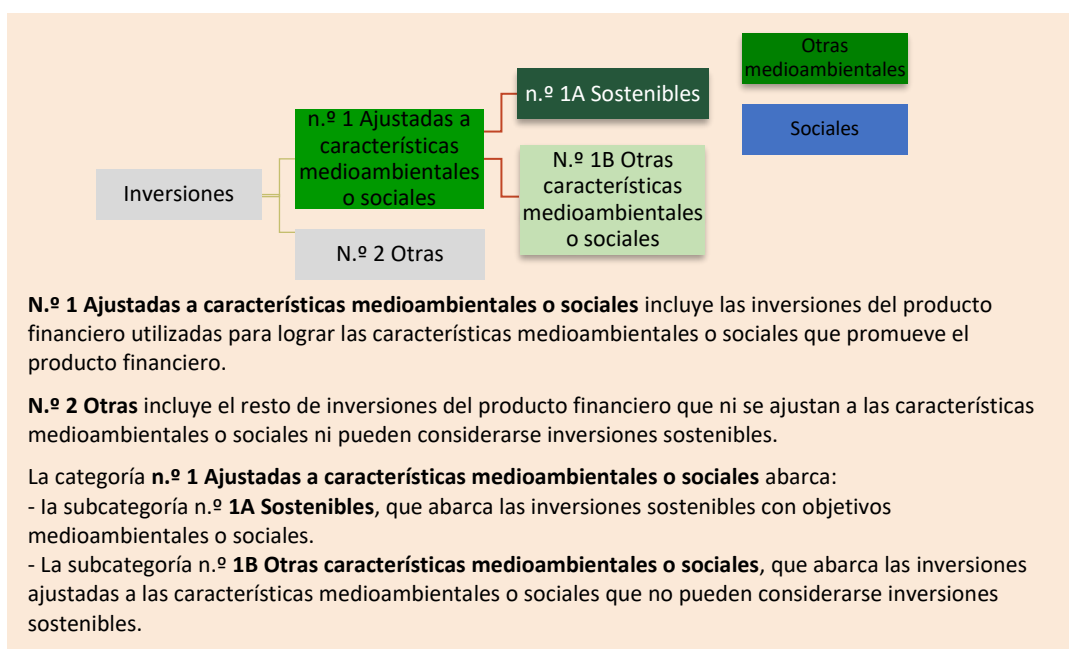 Inversiones
n.º 1 Ajustadas a
características
medioambientales
o sociales
N.º 2 Otras
n.º 1A Sostenibles
N.º 1B Otras
características
medioambientales
o sociales
Otras
medioambientales
Sociales
N.º 1 Ajustadas a características medioambientales o sociales incluye las inversiones del producto
financiero utilizadas para lograr las características medioambientales o sociales que promueve el
producto financiero.
N.º 2 Otras incluye el resto de inversiones del producto financiero que ni se ajustan a las características
medioambientales o sociales ni pueden considerarse inversiones sostenibles.
La categoría n.º 1 Ajustadas a características medioambientales o sociales abarca:
- la subcategoría n.º 1A Sostenibles, que abarca las inversiones sostenibles con objetivos
medioambientales o sociales.
- La subcategoría n.º 1B Otras características medioambientales o sociales, que abarca las inversiones
ajustadas a las características medioambientales o sociales que no pueden considerarse inversiones
sostenibles.